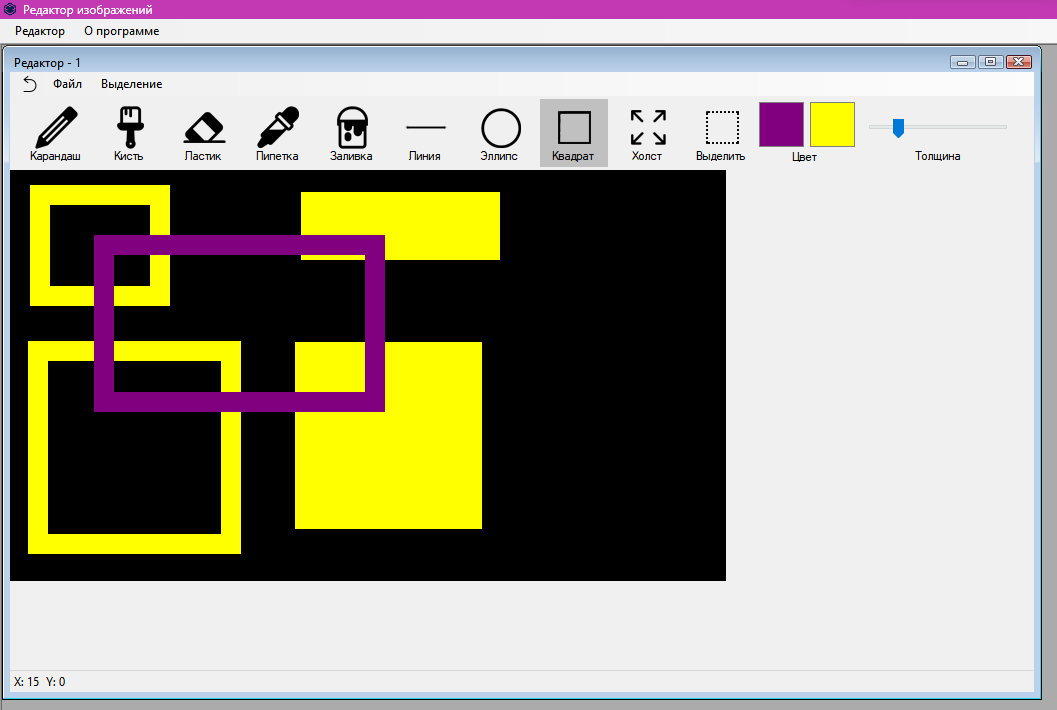 Редактор изображений
Редактор О программе
Редактор - 1
Файл Выделение
Карандаш Кисть Ластик Пипетка Заливка Линия Эллипс Квадрат Холст Выделить Цвет Толщина
X: 15 Y: 0